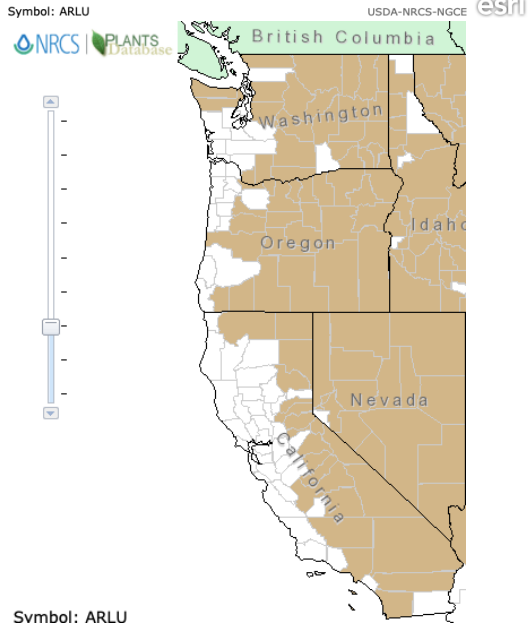 Symbol: ARLU
USDA-NRCS-NGCE
esri
NRCS
PLANTS
Database
British Columbia
Washington
Oregon
Idaho
Nevada
California
Symbol: ARLU